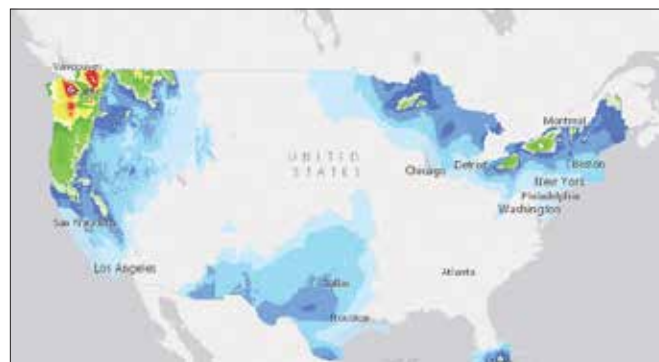 Vancouver
Montreal
UNITED
STATES
Chicago
Detroit
Boston
New York
Philadelphia
Washington
San Francisco
Los Angeles
Dallas
Atlanta
Houston